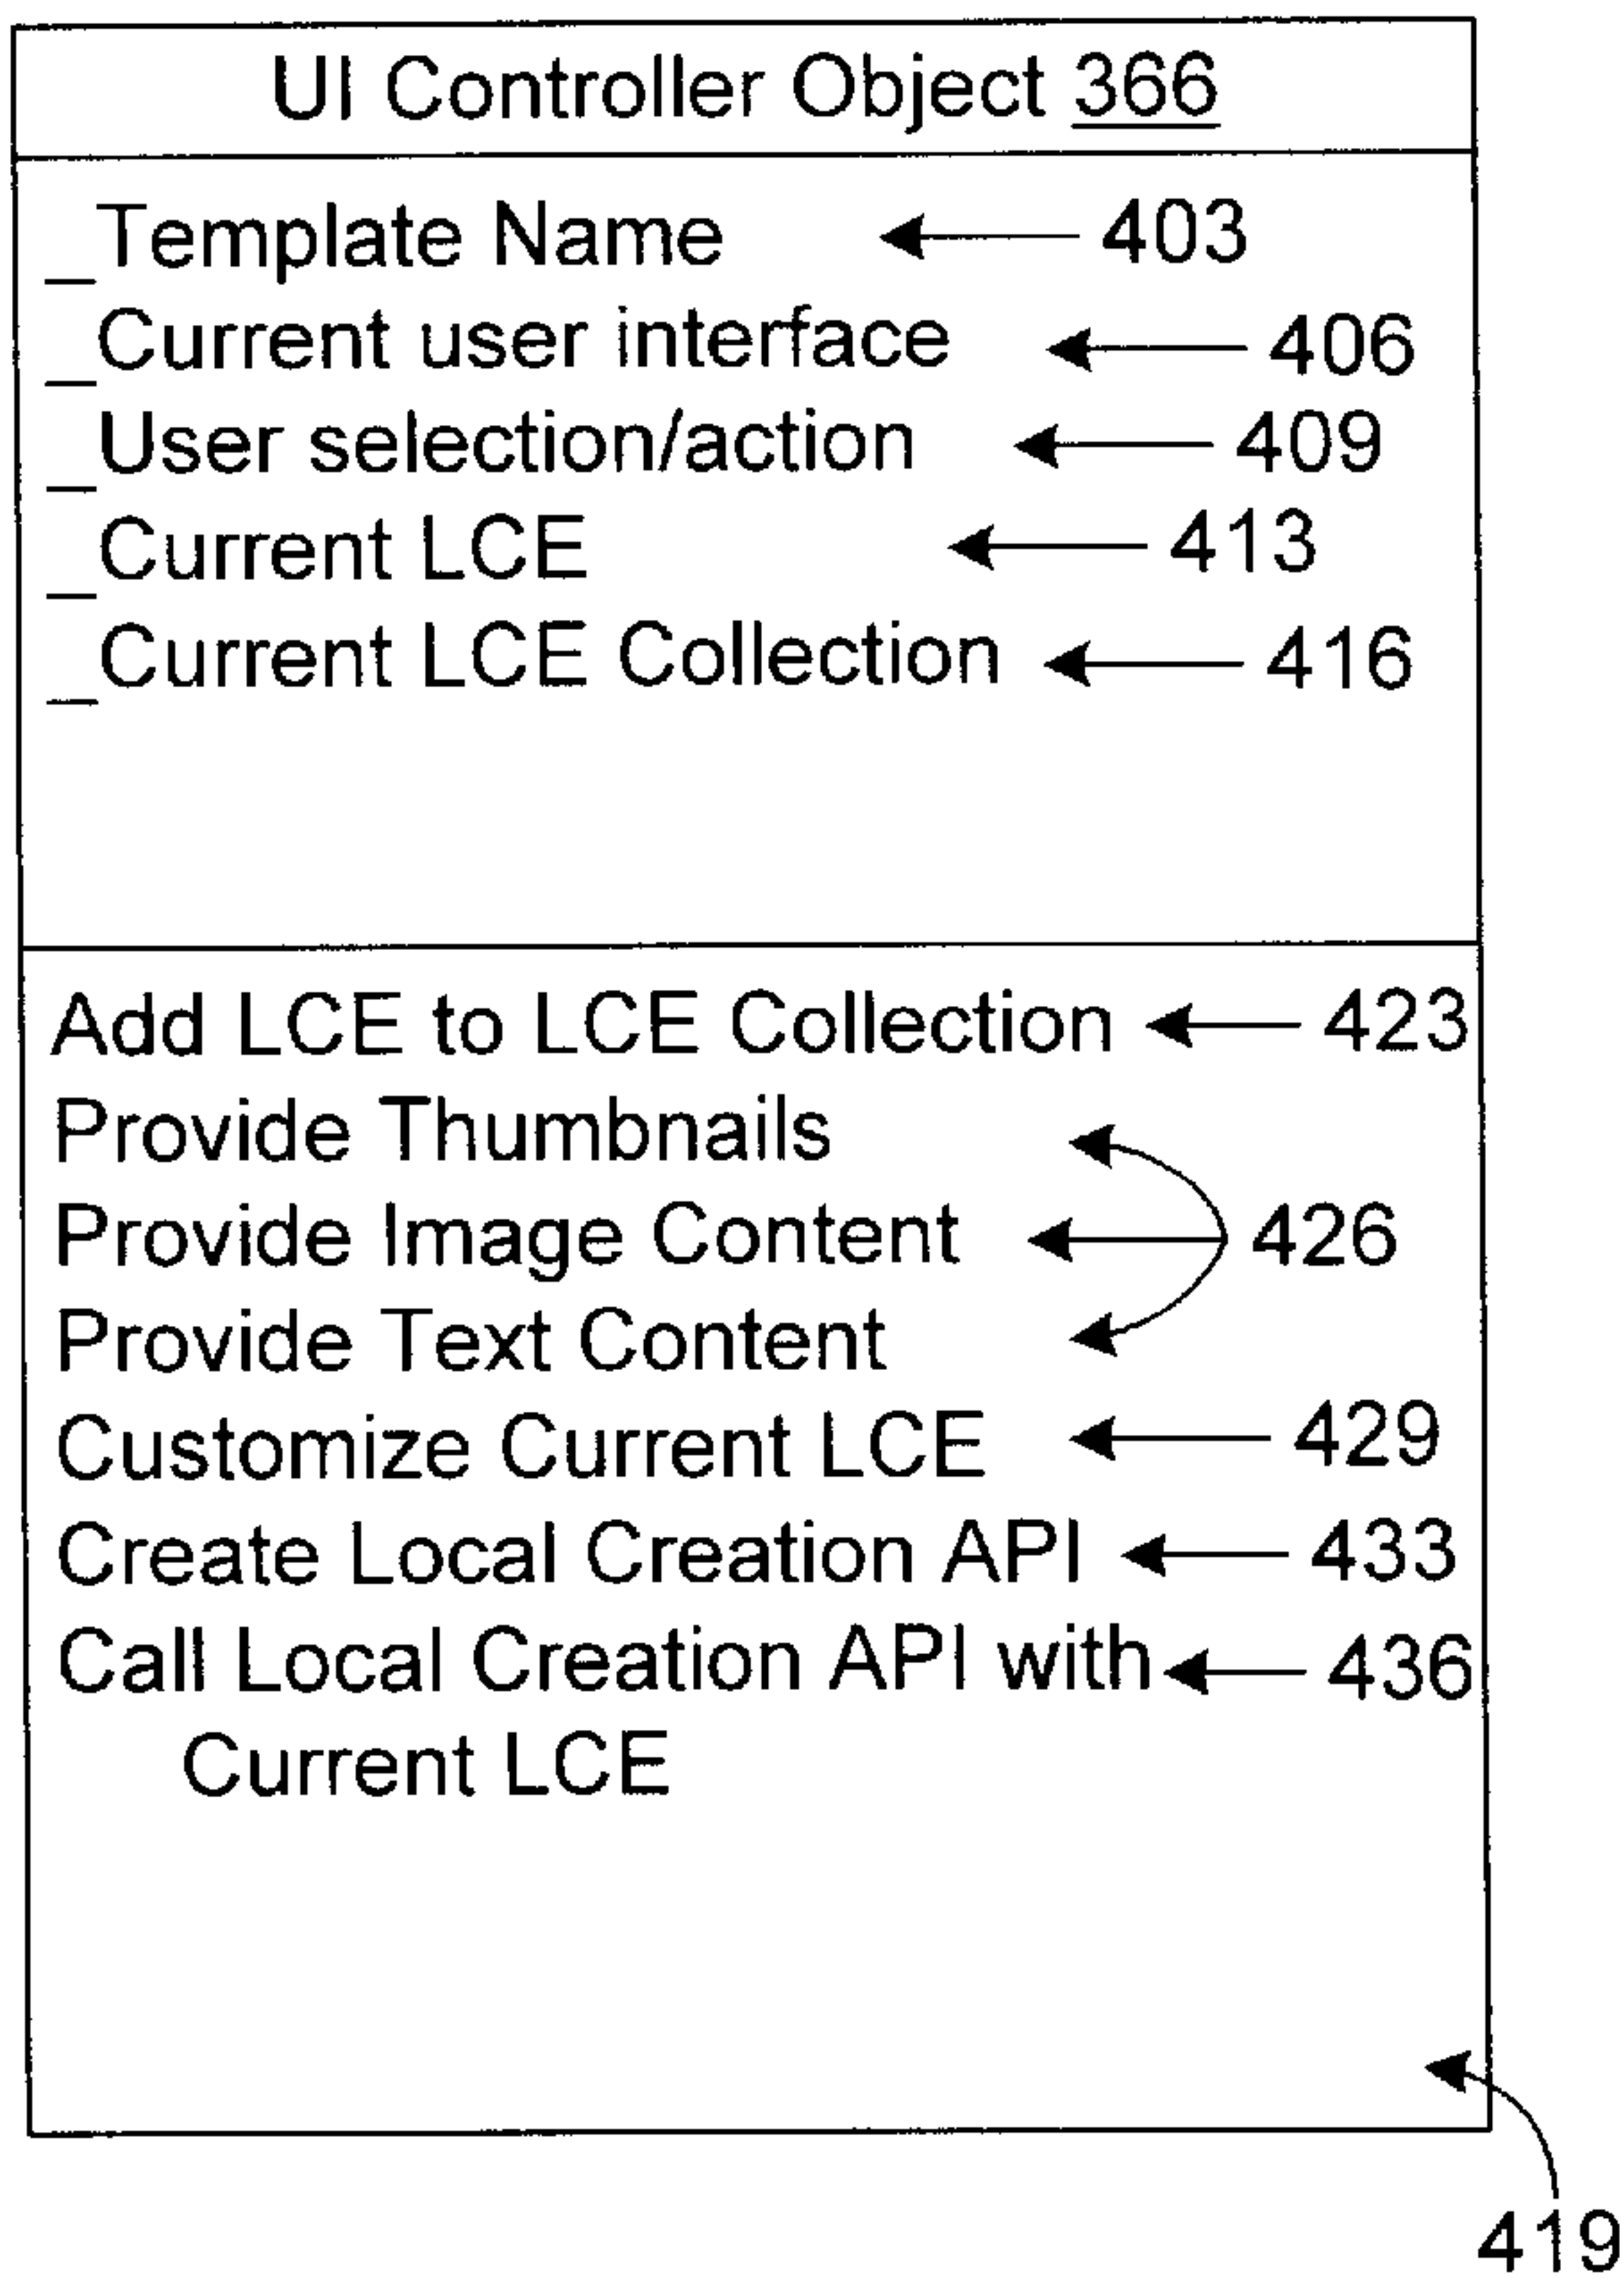 UI Controller Object 366
_Template Name 403
_Current user interface 406
_User selection/action 409
_Current LCE 413
_Current LCE Collection 416
Add LCE to LCE Collection 423
Provide Thumbnails
Provide Image Content 426
Provide Text Content
Customize Current LCE 429
Create Local Creation API 433
Call Local Creation API with 436
Current LCE
419